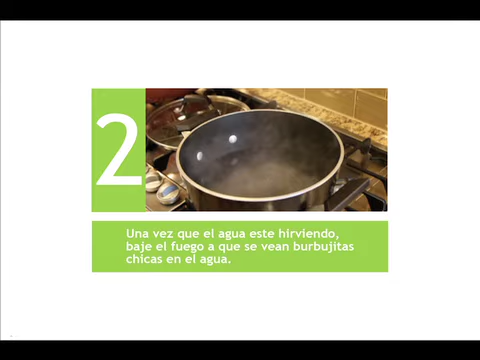 2
Una vez que el agua este hirviendo,
baje el fuego a que se vean burbujitas
chicas en el agua.